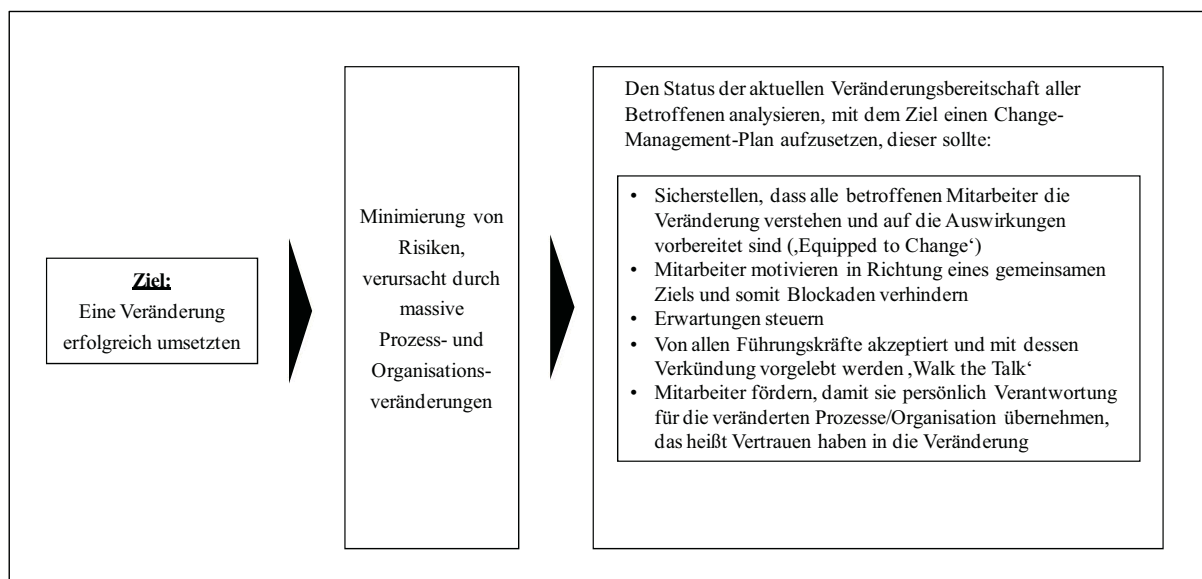 Ziel:
Eine Veränderung
erfolgreich umsetzten
Minimierung von
Risiken,
verursacht durch
massive
Prozess- und
Organisations-
veränderungen
Den Status der aktuellen Veränderungsbereitschaft aller
Betroffenen analysieren, mit dem Ziel einen Change-
Management-Plan aufzusetzen, dieser sollte:
• Sicherstellen, dass alle betroffenen Mitarbeiter die
Veränderung verstehen und auf die Auswirkungen
vorbereitet sind (‚Equipped to Change‘)
• Mitarbeiter motivieren in Richtung eines gemeinsamen
Ziels und somit Blockaden verhindern
• Erwartungen steuern
• Von allen Führungskräfte akzeptiert und mit dessen
Verkündung vorgelebt werden ‚Walk the Talk‘
• Mitarbeiter fördern, damit sie persönlich Verantwortung
für die veränderten Prozesse/Organisation übernehmen,
das heißt Vertrauen haben in die Veränderung